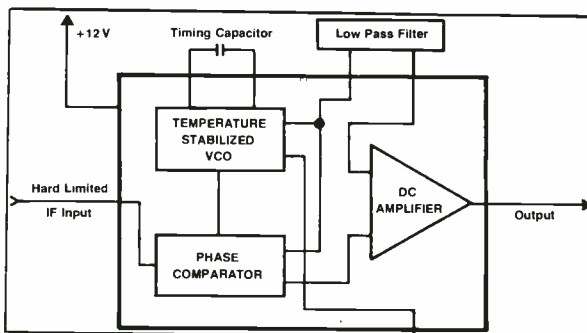 +12 V
Timing Capacitor
Low Pass Filter
TEMPERATURE
STABILIZED
VCO
Hard Limited
IF Input
DC
AMPLIFIER
Output
PHASE
COMPARATOR